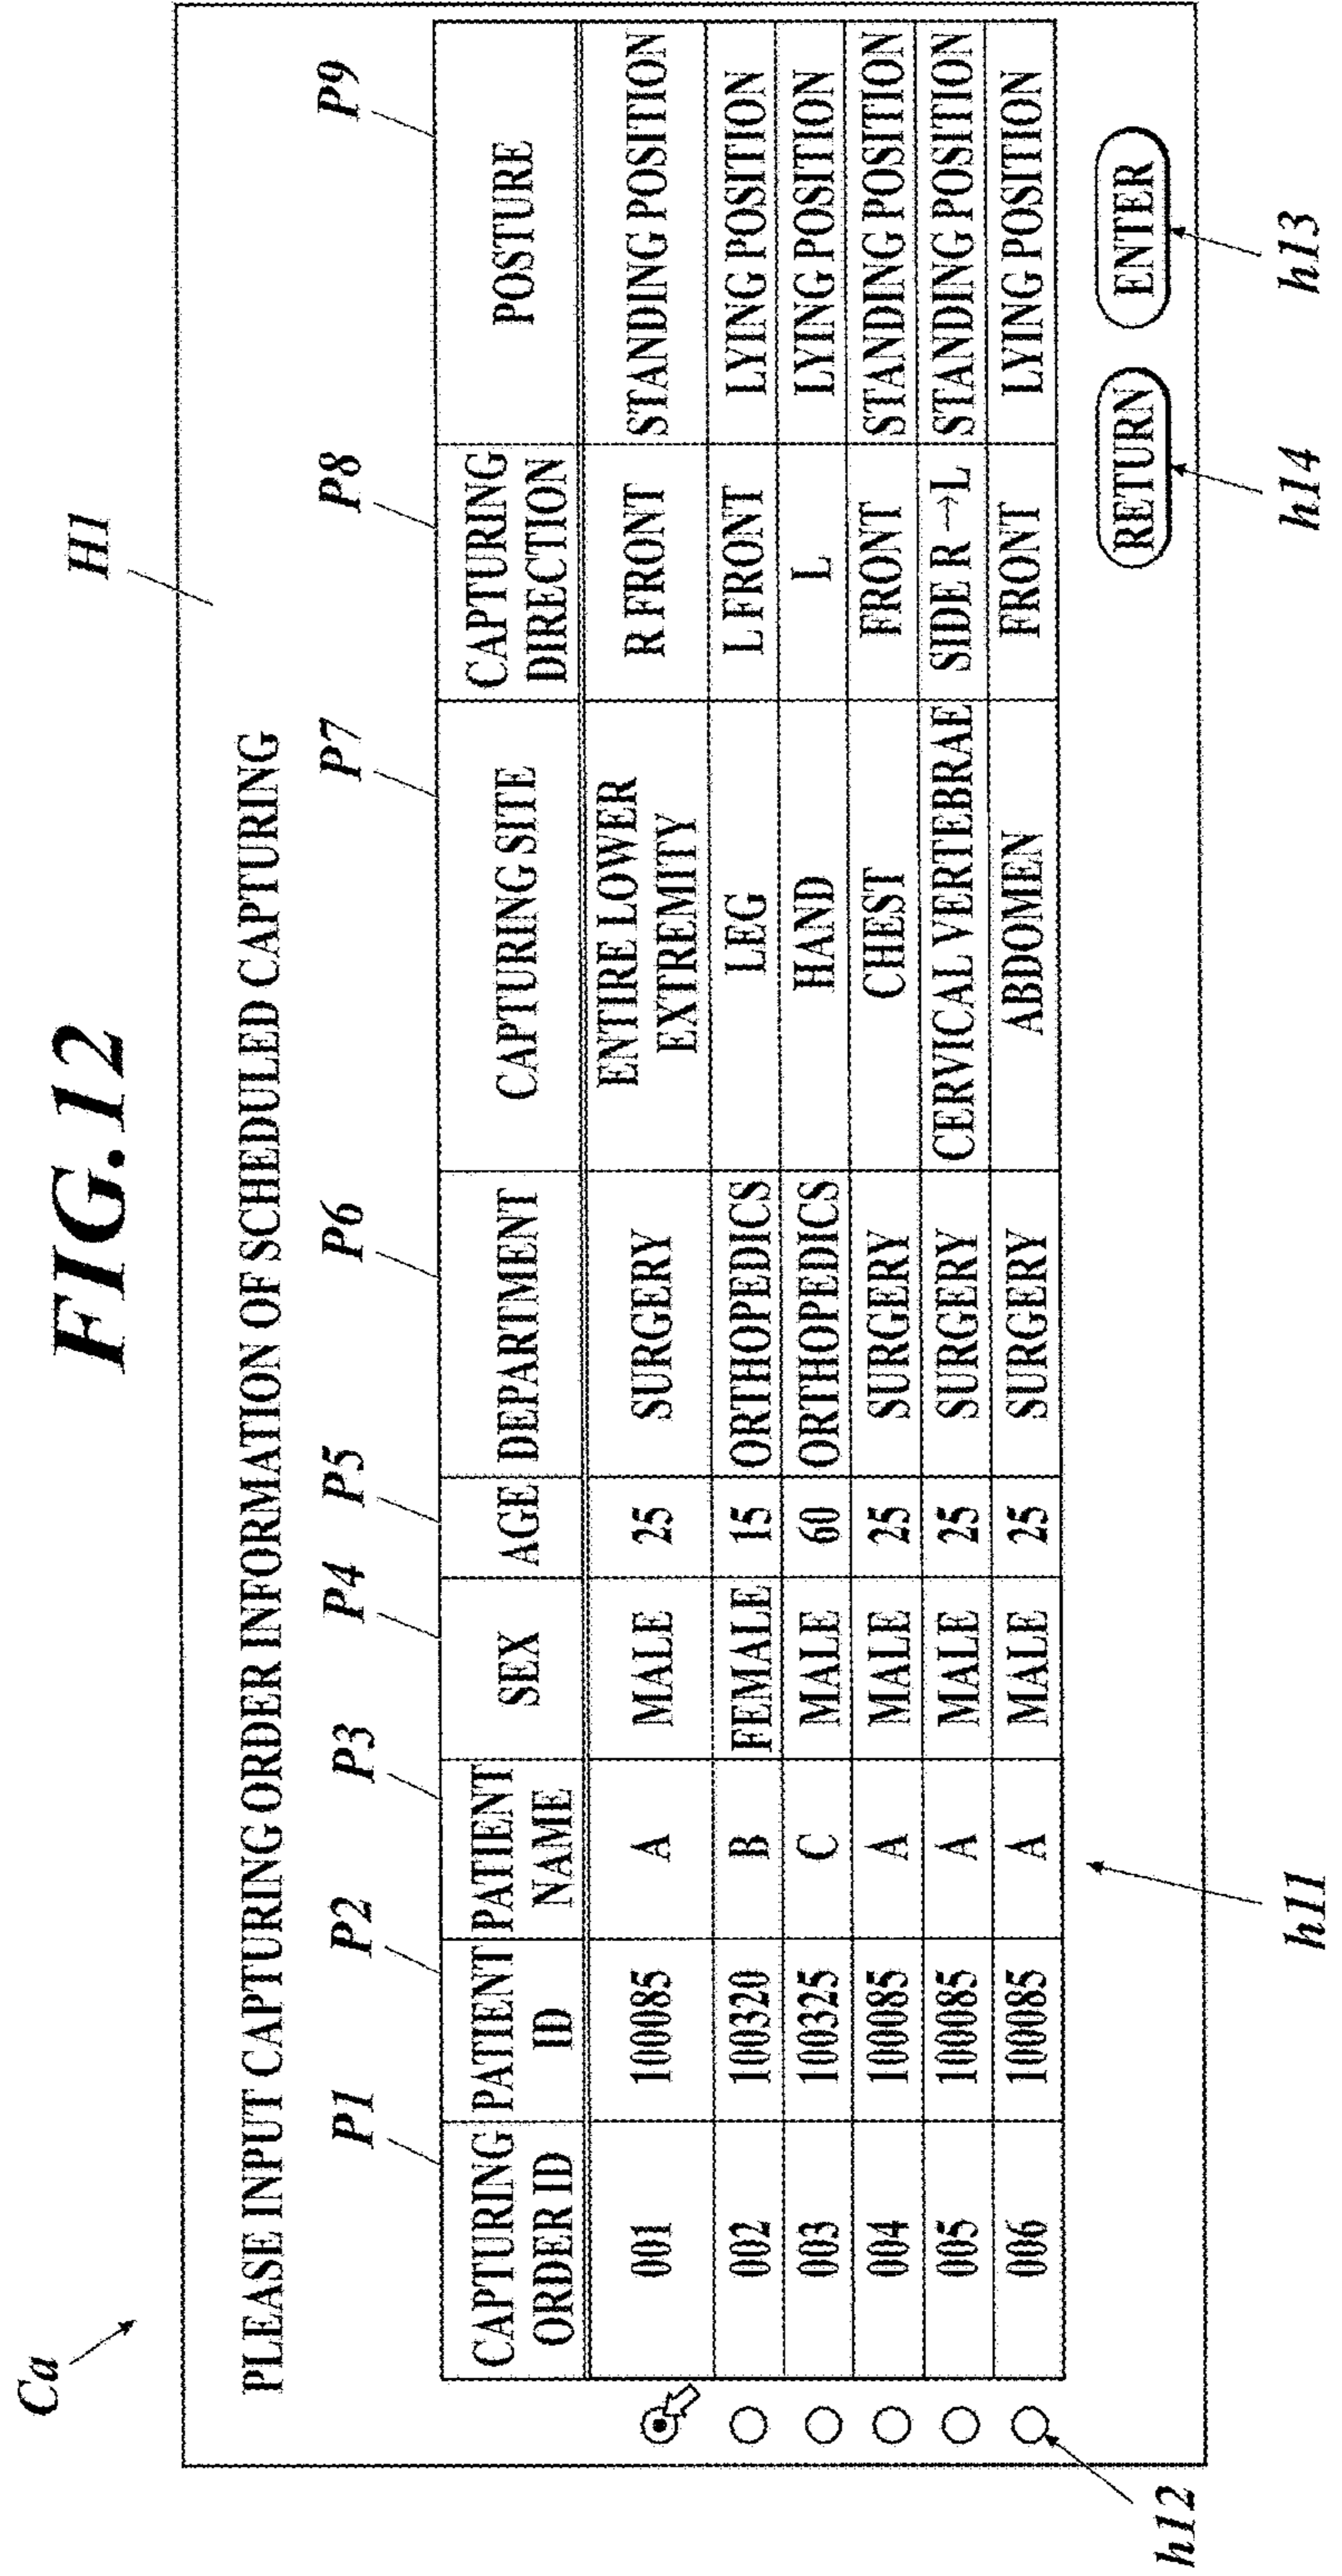 FIG.12
Ca
H1
PLEASE INPUT CAPTURING ORDER INFORMATION OF SCHEDULED CAPTURING
P1 P2 P3 P4 P5 P6 P7 P8 P9
CAPTURING ORDER ID PATIENT ID PATIENT NAME SEX AGE DEPARTMENT CAPTURING SITE CAPTURING DIRECTION POSTURE
001 100085 A MALE 25 SURGERY ENTIRE LOWER EXTREMITY R FRONT STANDING POSITION
002 100320 B FEMALE 15 ORTHOPEDICS LEG L FRONT LYING POSITION
003 100325 C MALE 60 ORTHOPEDICS HAND L LYING POSITION
004 100085 A MALE 25 SURGERY CHEST FRONT STANDING POSITION
005 100085 A MALE 25 SURGERY CERVICAL VERTEBRAE SIDE R→L STANDING POSITION
006 100085 A MALE 25 SURGERY ABDOMEN FRONT LYING POSITION
RETURN ENTER
h12 h11 h14 h13